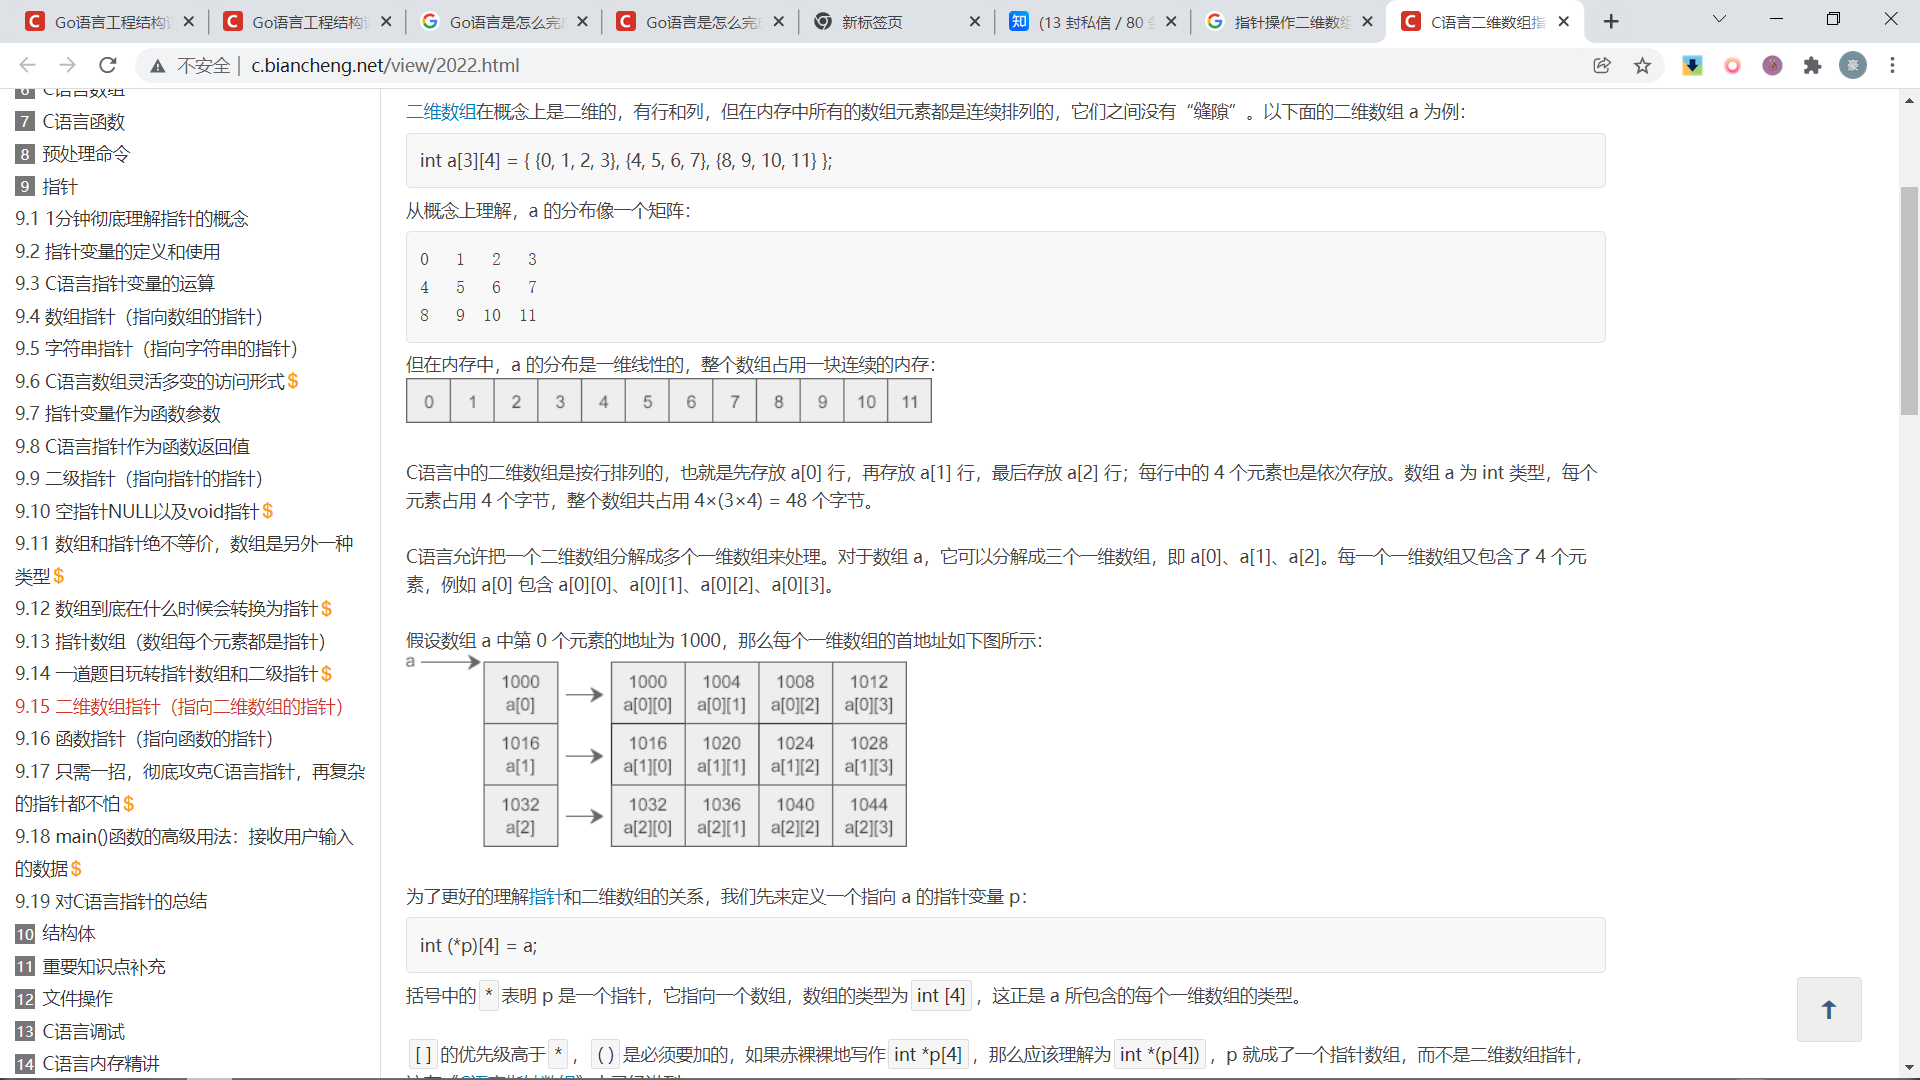 Go语言工程结构
Go语言工程结构
Go语言是怎么完
Go语言是怎么完
新标签页
知 (13 封私信 / 80
指针操作二维数组
C语言二维数组指
不安全 | c.biancheng.net/view/2022.html
豪
6 C语言数组
7 C语言函数
8 预处理命令
9 指针
9.1 1分钟彻底理解指针的概念
9.2 指针变量的定义和使用
9.3 C语言指针变量的运算
9.4 数组指针（指向数组的指针）
9.5 字符串指针（指向字符串的指针）
9.6 C语言数组灵活多变的访问形式$
9.7 指针变量作为函数参数
9.8 C语言指针作为函数返回值
9.9 二级指针（指向指针的指针）
9.10 空指针NULL以及void指针$
9.11 数组和指针绝不等价，数组是另外一种
类型$
9.12 数组到底在什么时候会转换为指针$
9.13 指针数组（数组每个元素都是指针）
9.14 一道题目玩转指针数组和二级指针$
9.15 二维数组指针（指向二维数组的指针）
9.16 函数指针（指向函数的指针）
9.17 只需一招，彻底攻克C语言指针，再复杂
的指针都不怕$
9.18 main()函数的高级用法：接收用户输入
的数据$
9.19 对C语言指针的总结
10 结构体
11 重要知识点补充
12 文件操作
13 C语言调试
14 C语言内存精讲
二维数组在概念上是二维的，有行和列，但在内存中所有的数组元素都是连续排列的，它们之间没有“缝隙”。以下面的二维数组 a 为例：
int a[3][4] = { {0, 1, 2, 3}, {4, 5, 6, 7}, {8, 9, 10, 11} };
从概念上理解，a 的分布像一个矩阵：
0 1 2 3
4 5 6 7
8 9 10 11
但在内存中，a 的分布是一维线性的，整个数组占用一块连续的内存：
0 1 2 3 4 5 6 7 8 9 10 11
C语言中的二维数组是按行排列的，也就是先存放 a[0] 行，再存放 a[1] 行，最后存放 a[2] 行；每行中的 4 个元素也是依次存放。数组 a 为 int 类型，每个
元素占用 4 个字节，整个数组共占用 4×(3×4) = 48 个字节。
C语言允许把一个二维数组分解成多个一维数组来处理。对于数组 a，它可以分解成三个一维数组，即 a[0]、a[1]、a[2]。每一个一维数组又包含了 4 个元
素，例如 a[0] 包含 a[0][0]、a[0][1]、a[0][2]、a[0][3]。
假设数组 a 中第 0 个元素的地址为 1000，那么每个一维数组的首地址如下图所示：
a
1000 1000 1004 1008 1012
a[0] a[0][0] a[0][1] a[0][2] a[0][3]
1016 1016 1020 1024 1028
a[1] a[1][0] a[1][1] a[1][2] a[1][3]
1032 1032 1036 1040 1044
a[2] a[2][0] a[2][1] a[2][2] a[2][3]
为了更好的理解指针和二维数组的关系，我们先来定义一个指向 a 的指针变量 p：
int (*p)[4] = a;
括号中的 * 表明 p 是一个指针，它指向一个数组，数组的类型为 int [4] ，这正是 a 所包含的每个一维数组的类型。
[ ] 的优先级高于 * ， ( ) 是必须要加的，如果赤裸裸地写作 int *p[4] ，那么应该理解为 int *(p[4]) ，p 就成了一个指针数组，而不是二维数组指针，